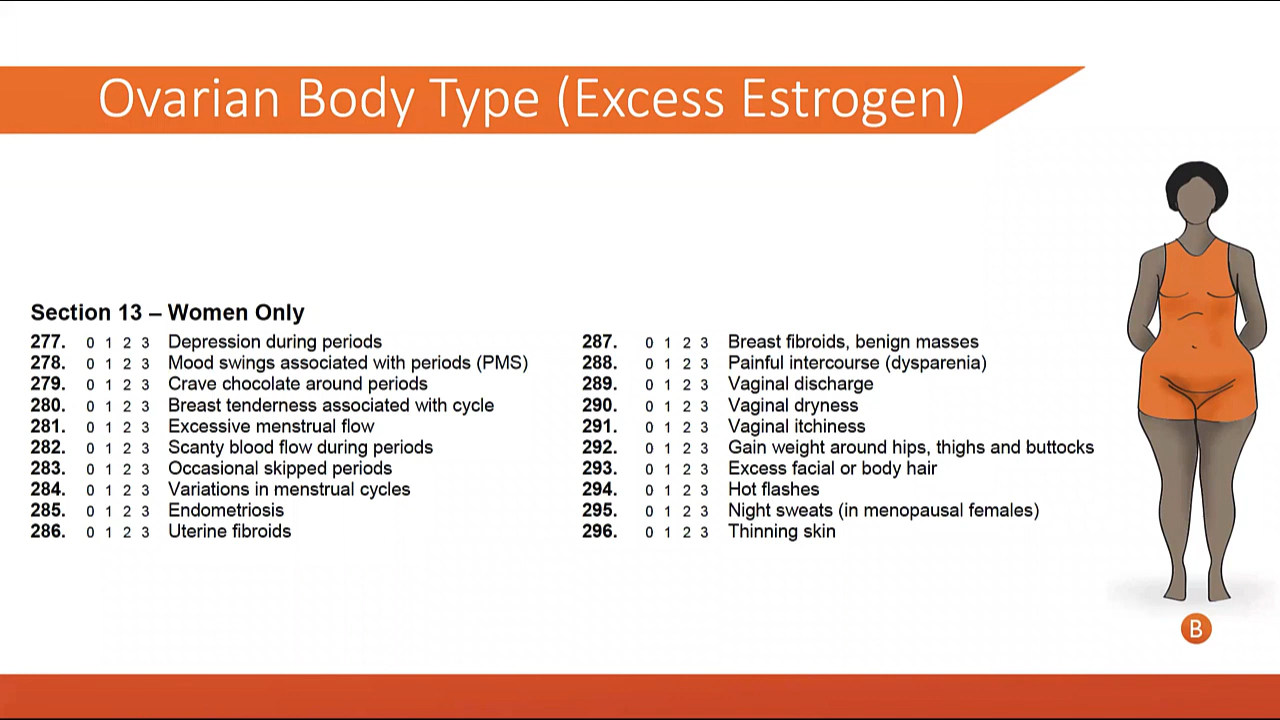 Ovarian Body Type (Excess Estrogen)
Section 13 – Women Only
277. 0 1 2 3 Depression during periods
278. 0 1 2 3 Mood swings associated with periods (PMS)
279. 0 1 2 3 Crave chocolate around periods
280. 0 1 2 3 Breast tenderness associated with cycle
281. 0 1 2 3 Excessive menstrual flow
282. 0 1 2 3 Scanty blood flow during periods
283. 0 1 2 3 Occasional skipped periods
284. 0 1 2 3 Variations in menstrual cycles
285. 0 1 2 3 Endometriosis
286. 0 1 2 3 Uterine fibroids
287. 0 1 2 3 Breast fibroids, benign masses
288. 0 1 2 3 Painful intercourse (dysparenia)
289. 0 1 2 3 Vaginal discharge
290. 0 1 2 3 Vaginal dryness
291. 0 1 2 3 Vaginal itchiness
292. 0 1 2 3 Gain weight around hips, thighs and buttocks
293. 0 1 2 3 Excess facial or body hair
294. 0 1 2 3 Hot flashes
295. 0 1 2 3 Night sweats (in menopausal females)
296. 0 1 2 3 Thinning skin
B